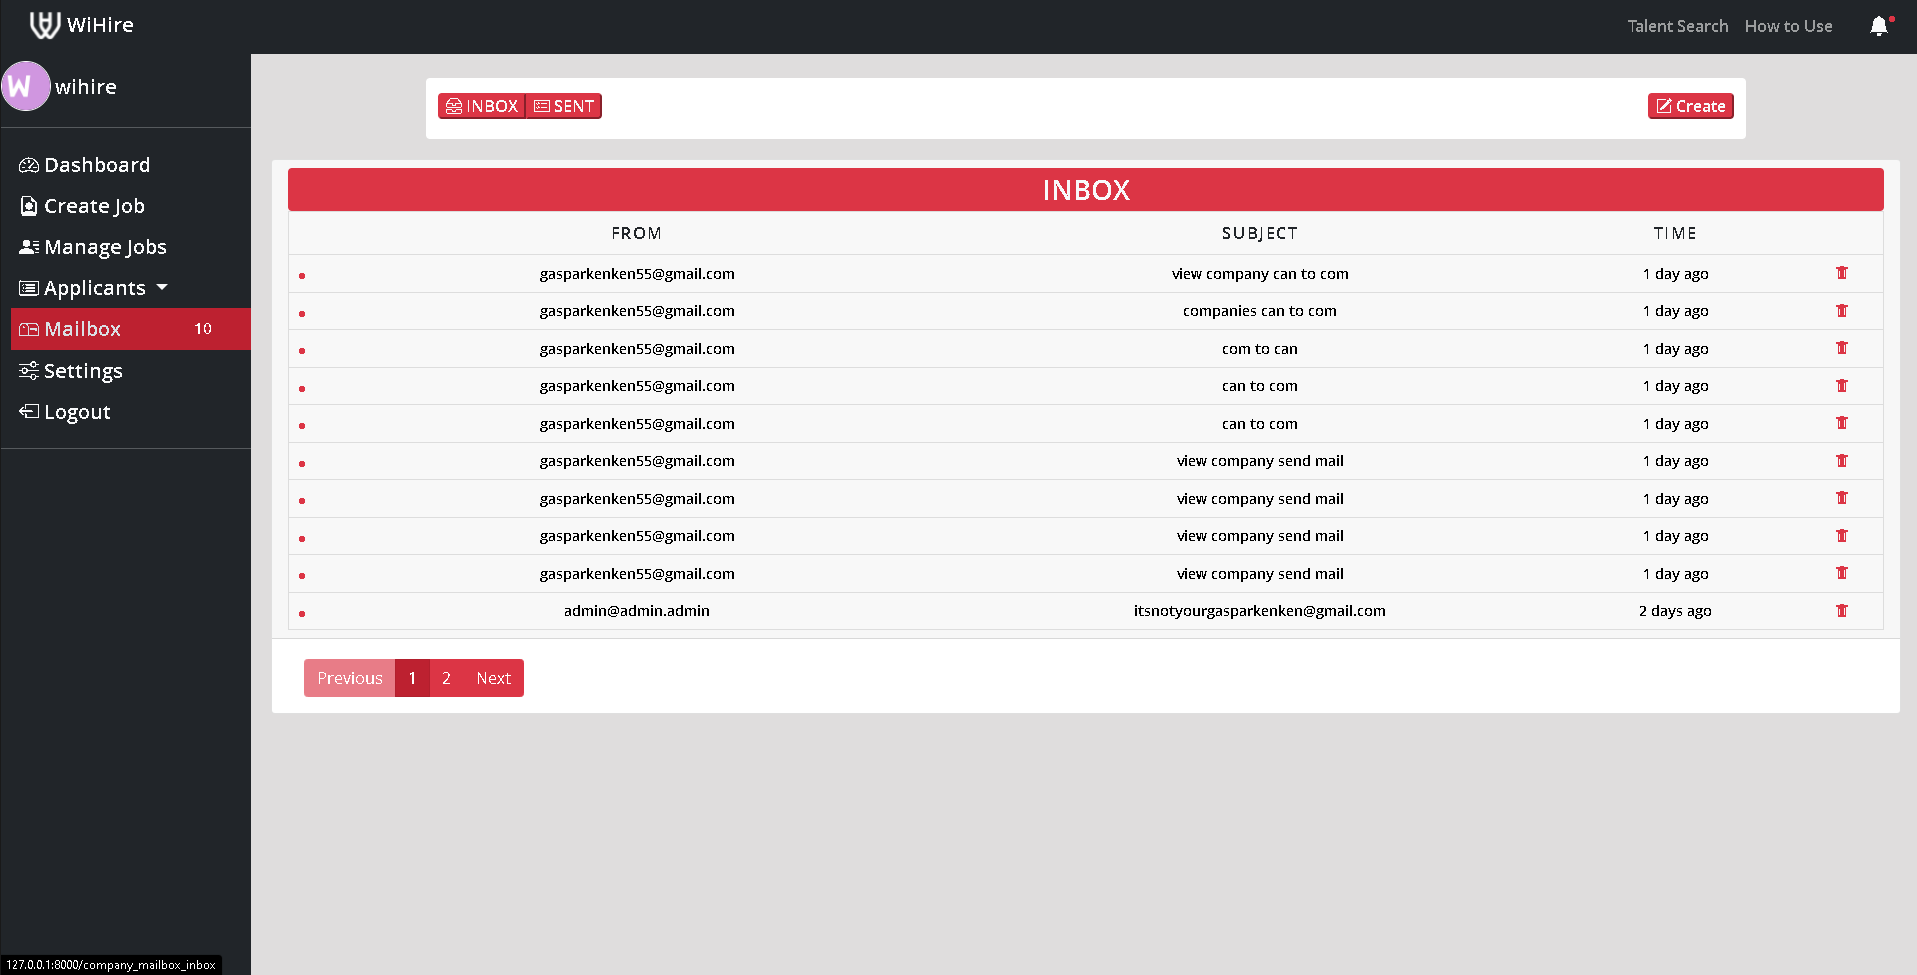 WiHire
Talent Search How to Use
wihire
INBOX SENT
Create
Dashboard
Create Job
Manage Jobs
Applicants
Mailbox 10
Settings
Logout
INBOX
FROM SUBJECT TIME
gasparkenken55@gmail.com view company can to com 1 day ago
gasparkenken55@gmail.com companies can to com 1 day ago
gasparkenken55@gmail.com com to can 1 day ago
gasparkenken55@gmail.com can to com 1 day ago
gasparkenken55@gmail.com can to com 1 day ago
gasparkenken55@gmail.com view company send mail 1 day ago
gasparkenken55@gmail.com view company send mail 1 day ago
gasparkenken55@gmail.com view company send mail 1 day ago
gasparkenken55@gmail.com view company send mail 1 day ago
admin@admin.admin itsnotyourgasparkenken@gmail.com 2 days ago
Previous 1 2 Next
127.0.0.1:8000/company_mailbox_inbox